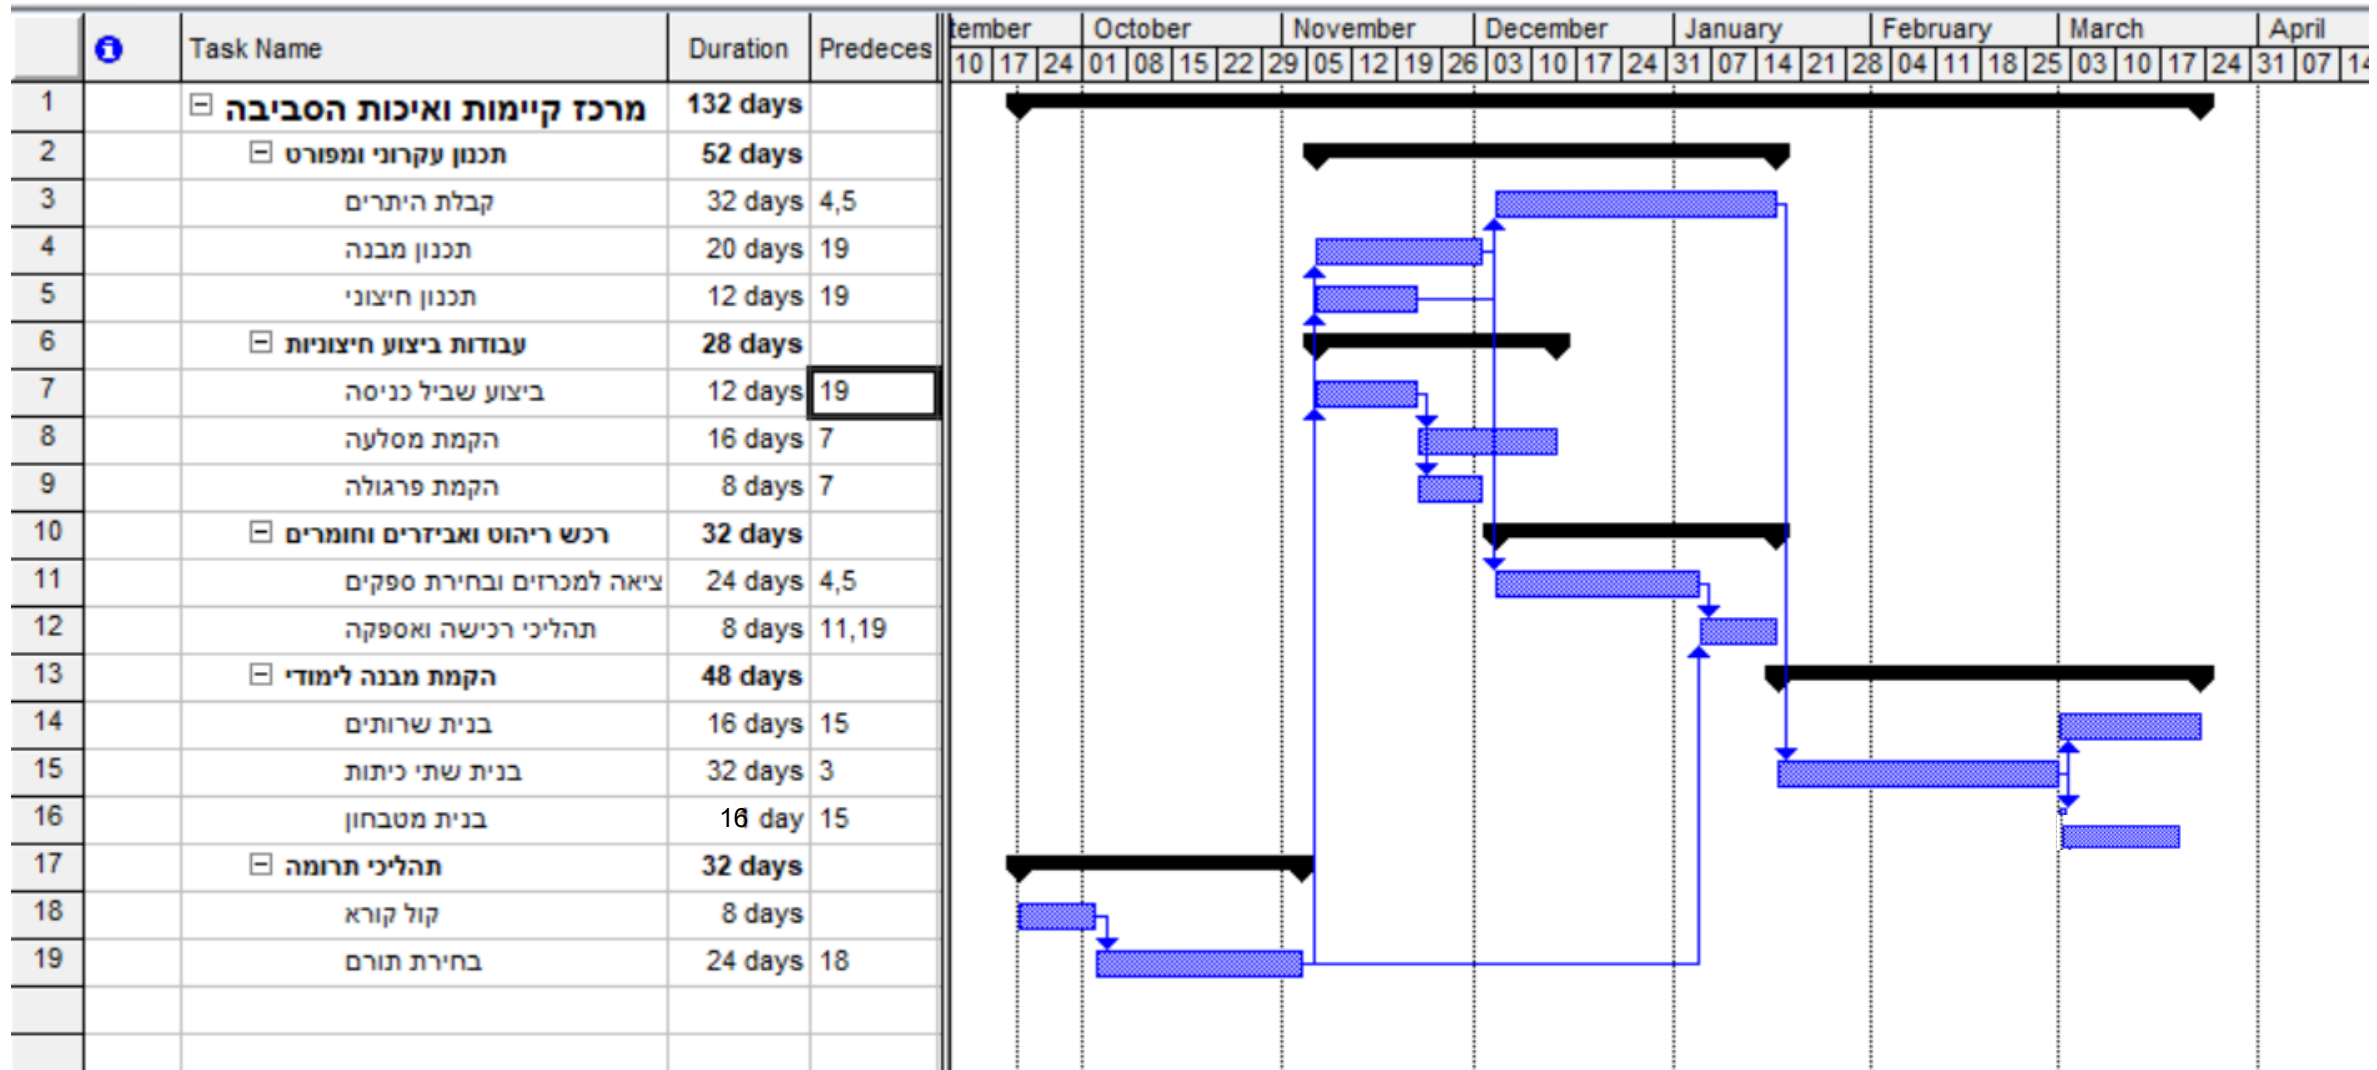 Task Name Duration Predeces
tember October November December January February March April
10 17 24 01 08 15 22 29 05 12 19 26 03 10 17 24 31 07 14 21 28 04 11 18 25 03 10 17 24 31 07 14
1 מרכז קיימות ואיכות הסביבה 132 days
2 תכנון עקרוני ומפורט 52 days
3 קבלת היתרים 32 days 4,5
4 תכנון מבנה 20 days 19
5 תכנון חיצוני 12 days 19
6 עבודות ביצוע חיצוניות 28 days
7 ביצוע שביל כניסה 12 days 19
8 הקמת מסלעה 16 days 7
9 הקמת פרגולה 8 days 7
10 רכש ריהוט ואביזרים וחומרים 32 days
11 ציאה למכרזים ובחירת ספקים 24 days 4,5
12 תהליכי רכישה ואספקה 8 days 11,19
13 הקמת מבנה לימודי 48 days
14 בנית שרותים 16 days 15
15 בנית שתי כיתות 32 days 3
16 בנית מטבחון 16 day 15
17 תהליכי תרומה 32 days
18 קול קורא 8 days
19 בחירת תורם 24 days 18